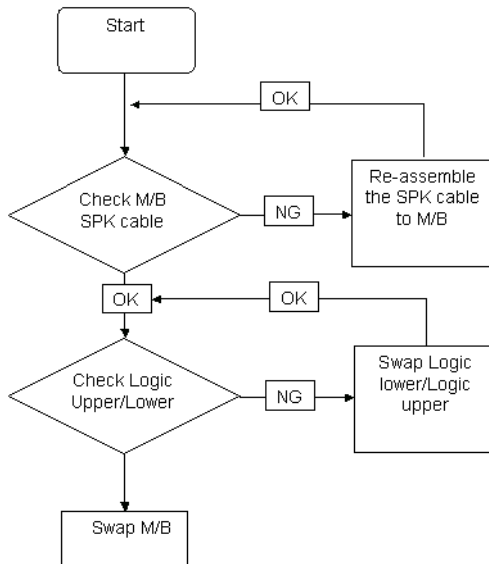 Start
OK
Check M/B
SPK cable
NG
Re-assemble
the SPK cable
to M/B
OK
OK
Check Logic
Upper/Lower
NG
Swap Logic
lower/Logic
upper
Swap M/B